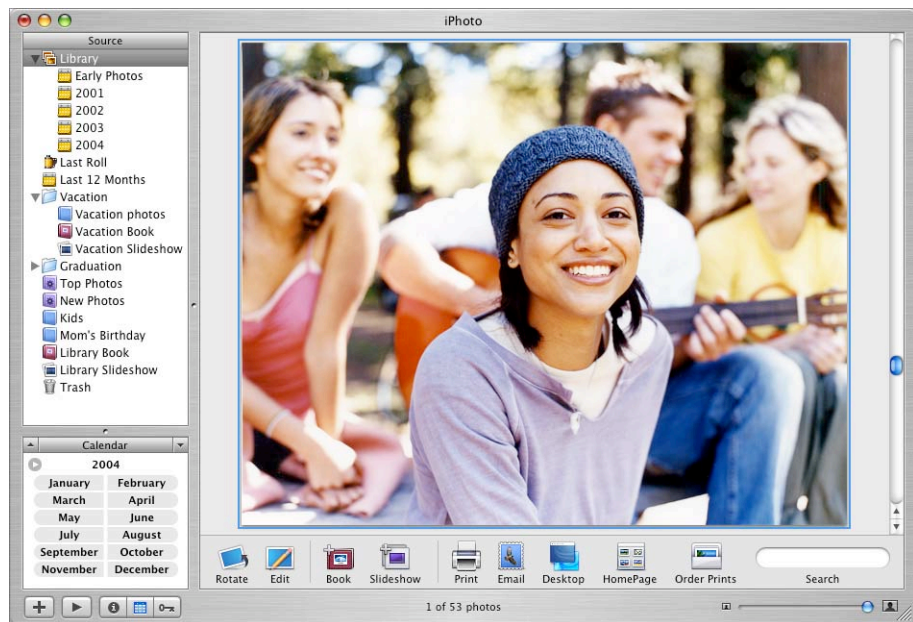 iPhoto
Source
Library
Early Photos
2001
2002
2003
2004
Last Roll
Last 12 Months
Vacation
Vacation photos
Vacation Book
Vacation Slideshow
Graduation
Top Photos
New Photos
Kids
Mom's Birthday
Library Book
Library Slideshow
Trash
Calendar
2004
January February
March April
May June
July August
September October
November December
Rotate Edit Book Slideshow Print Email Desktop HomePage Order Prints Search
1 of 53 photos